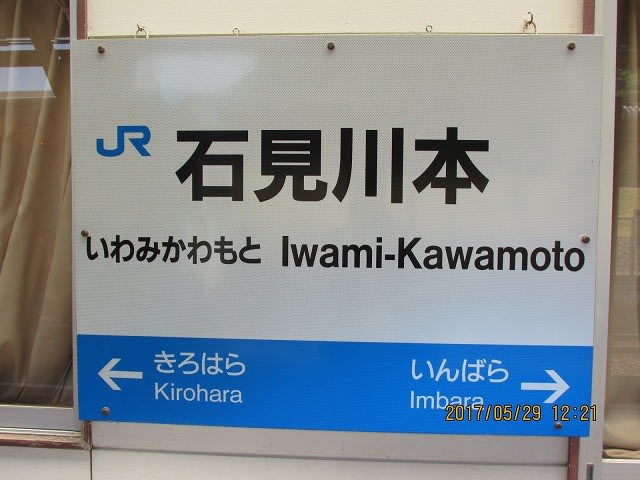 JR 石見川本
いわみかわもと Iwami-Kawamoto
← きろはら
Kirohara
いんばら →
Imbara
2017/05/29 12:21